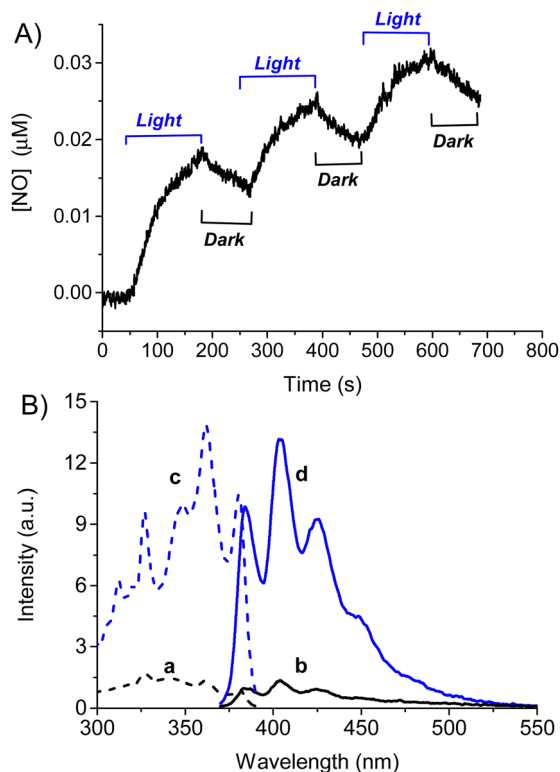 A)
Light
Light
Light
Dark
Dark
Dark
[NO] (μM)
0.03
0.02
0.01
0.00
0 100 200 300 400 500 600 700 800
Time (s)
B)
15
12
9
6
3
0
Intensity (a.u.)
c
d
a
b
300 350 400 450 500 550
Wavelength (nm)